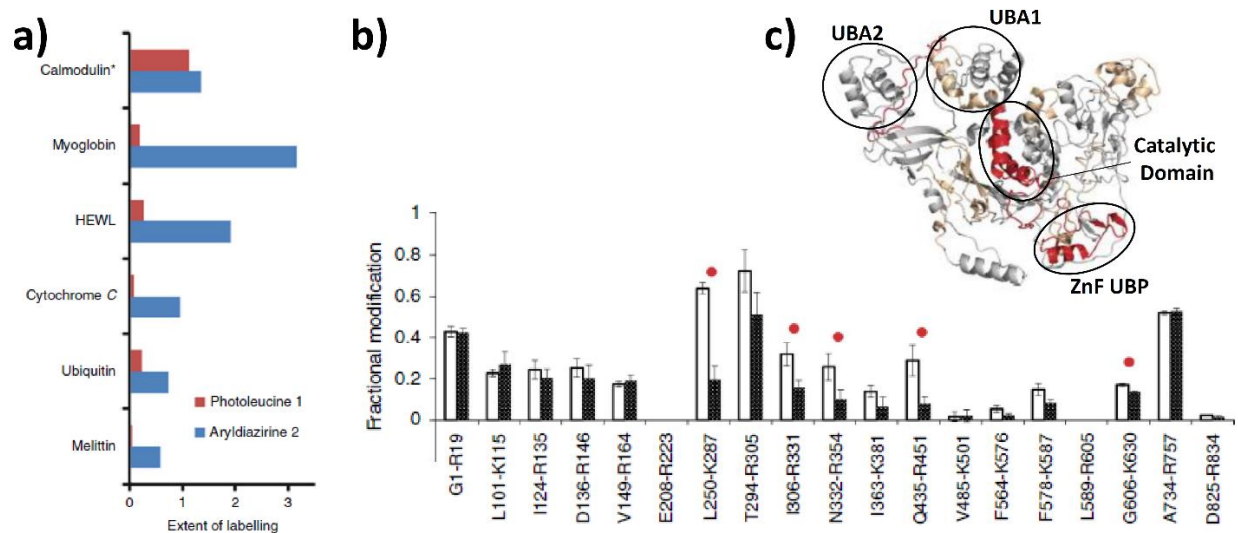 a)
0 1 2 3
Calmodulin*
Myoglobin
HEWL
Cytochrome C
Ubiquitin
Melittin
Photoleucine 1
Aryldiazirine 2
Extent of labelling
b)
Fractional modification
1
0.8
0.6
0.4
0.2
0
G1-R19
L101-K115
I124-R135
D136-R146
V149-R164
E208-R223
L250-K287
T294-R305
I306-R331
N332-R354
I363-K381
Q435-R451
V485-K501
F564-K576
F578-K587
L589-R605
G606-K630
A734-R757
D825-R834
c)
UBA2
UBA1
Catalytic
Domain
ZnF UBP